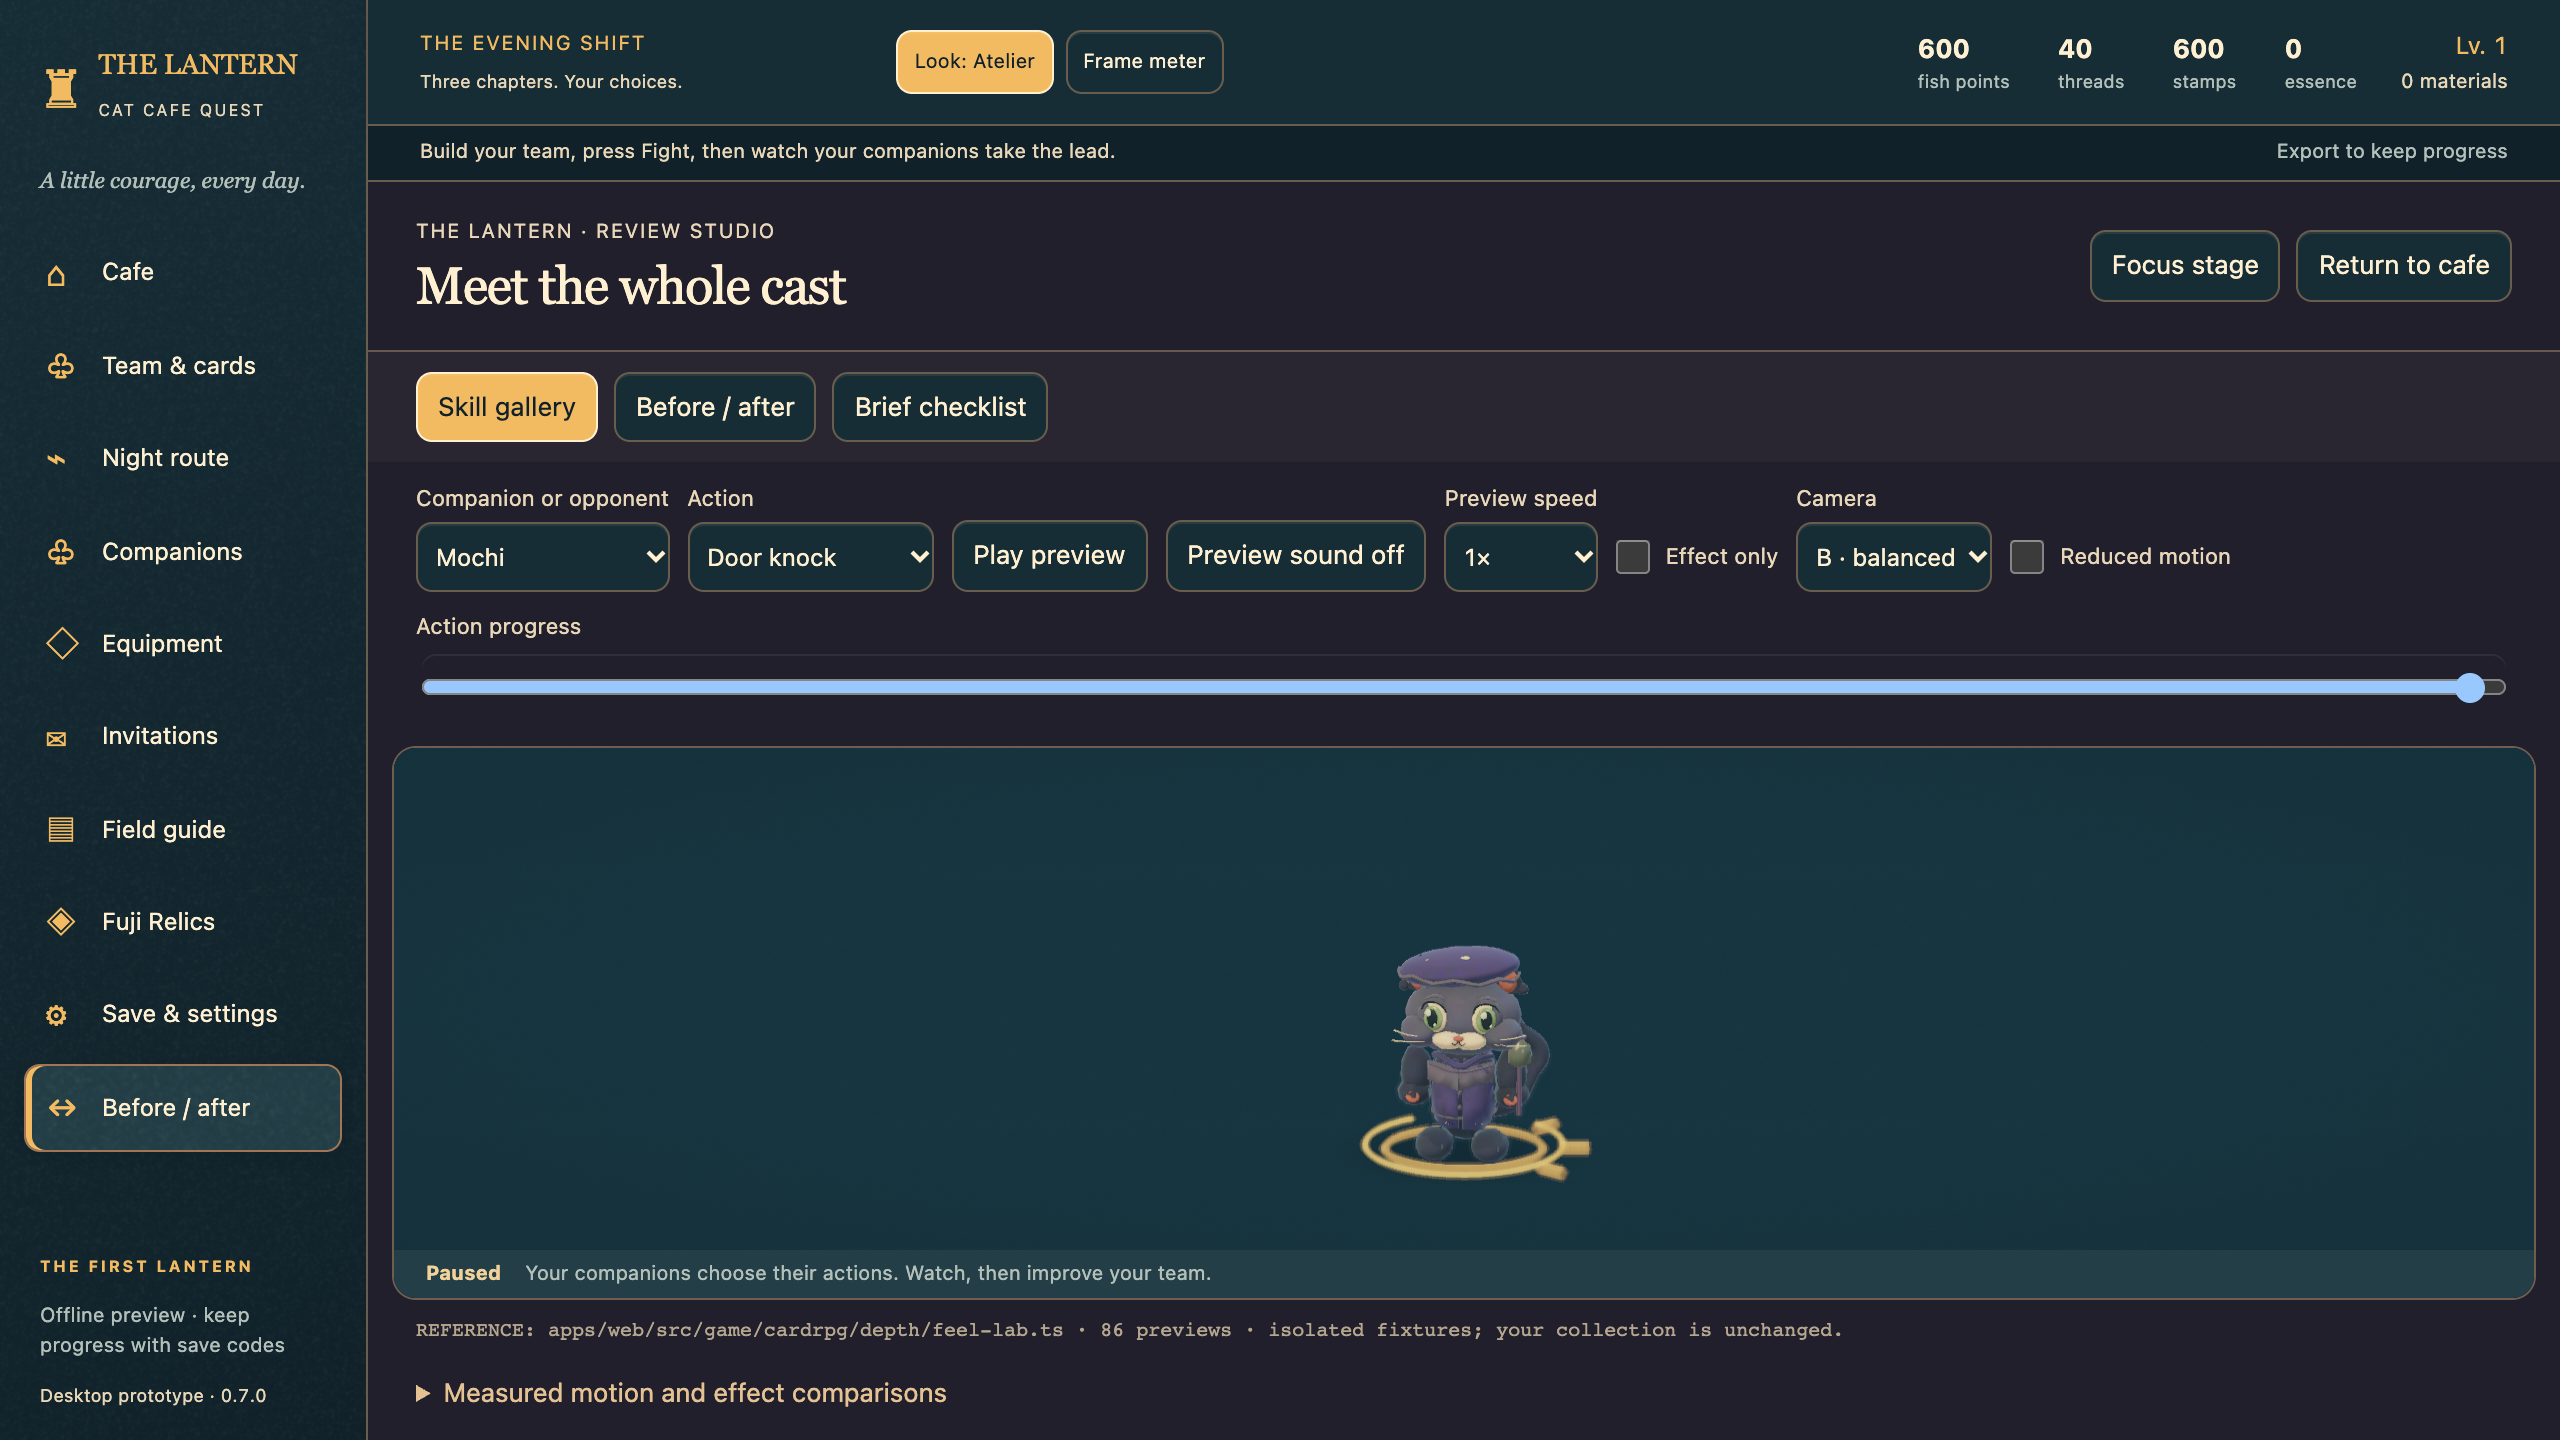 THE LANTERN
CAT CAFE QUEST
A little courage, every day.
Cafe
Team & cards
Night route
Companions
Equipment
Invitations
Field guide
Fuji Relics
Save & settings
Before / after
THE FIRST LANTERN
Offline preview · keep
progress with save codes
Desktop prototype · 0.7.0
THE EVENING SHIFT
Three chapters. Your choices.
Look: Atelier
Frame meter
600 fish points
40 threads
600 stamps
0 essence
Lv. 1
0 materials
Build your team, press Fight, then watch your companions take the lead.
Export to keep progress
THE LANTERN · REVIEW STUDIO
Meet the whole cast
Focus stage
Return to cafe
Skill gallery
Before / after
Brief checklist
Companion or opponent
Mochi
Action
Door knock
Play preview
Preview sound off
Preview speed
1×
Effect only
Camera
B · balanced
Reduced motion
Action progress
Paused Your companions choose their actions. Watch, then improve your team.
REFERENCE: apps/web/src/game/cardrpg/depth/feel-lab.ts · 86 previews · isolated fixtures; your collection is unchanged.
Measured motion and effect comparisons